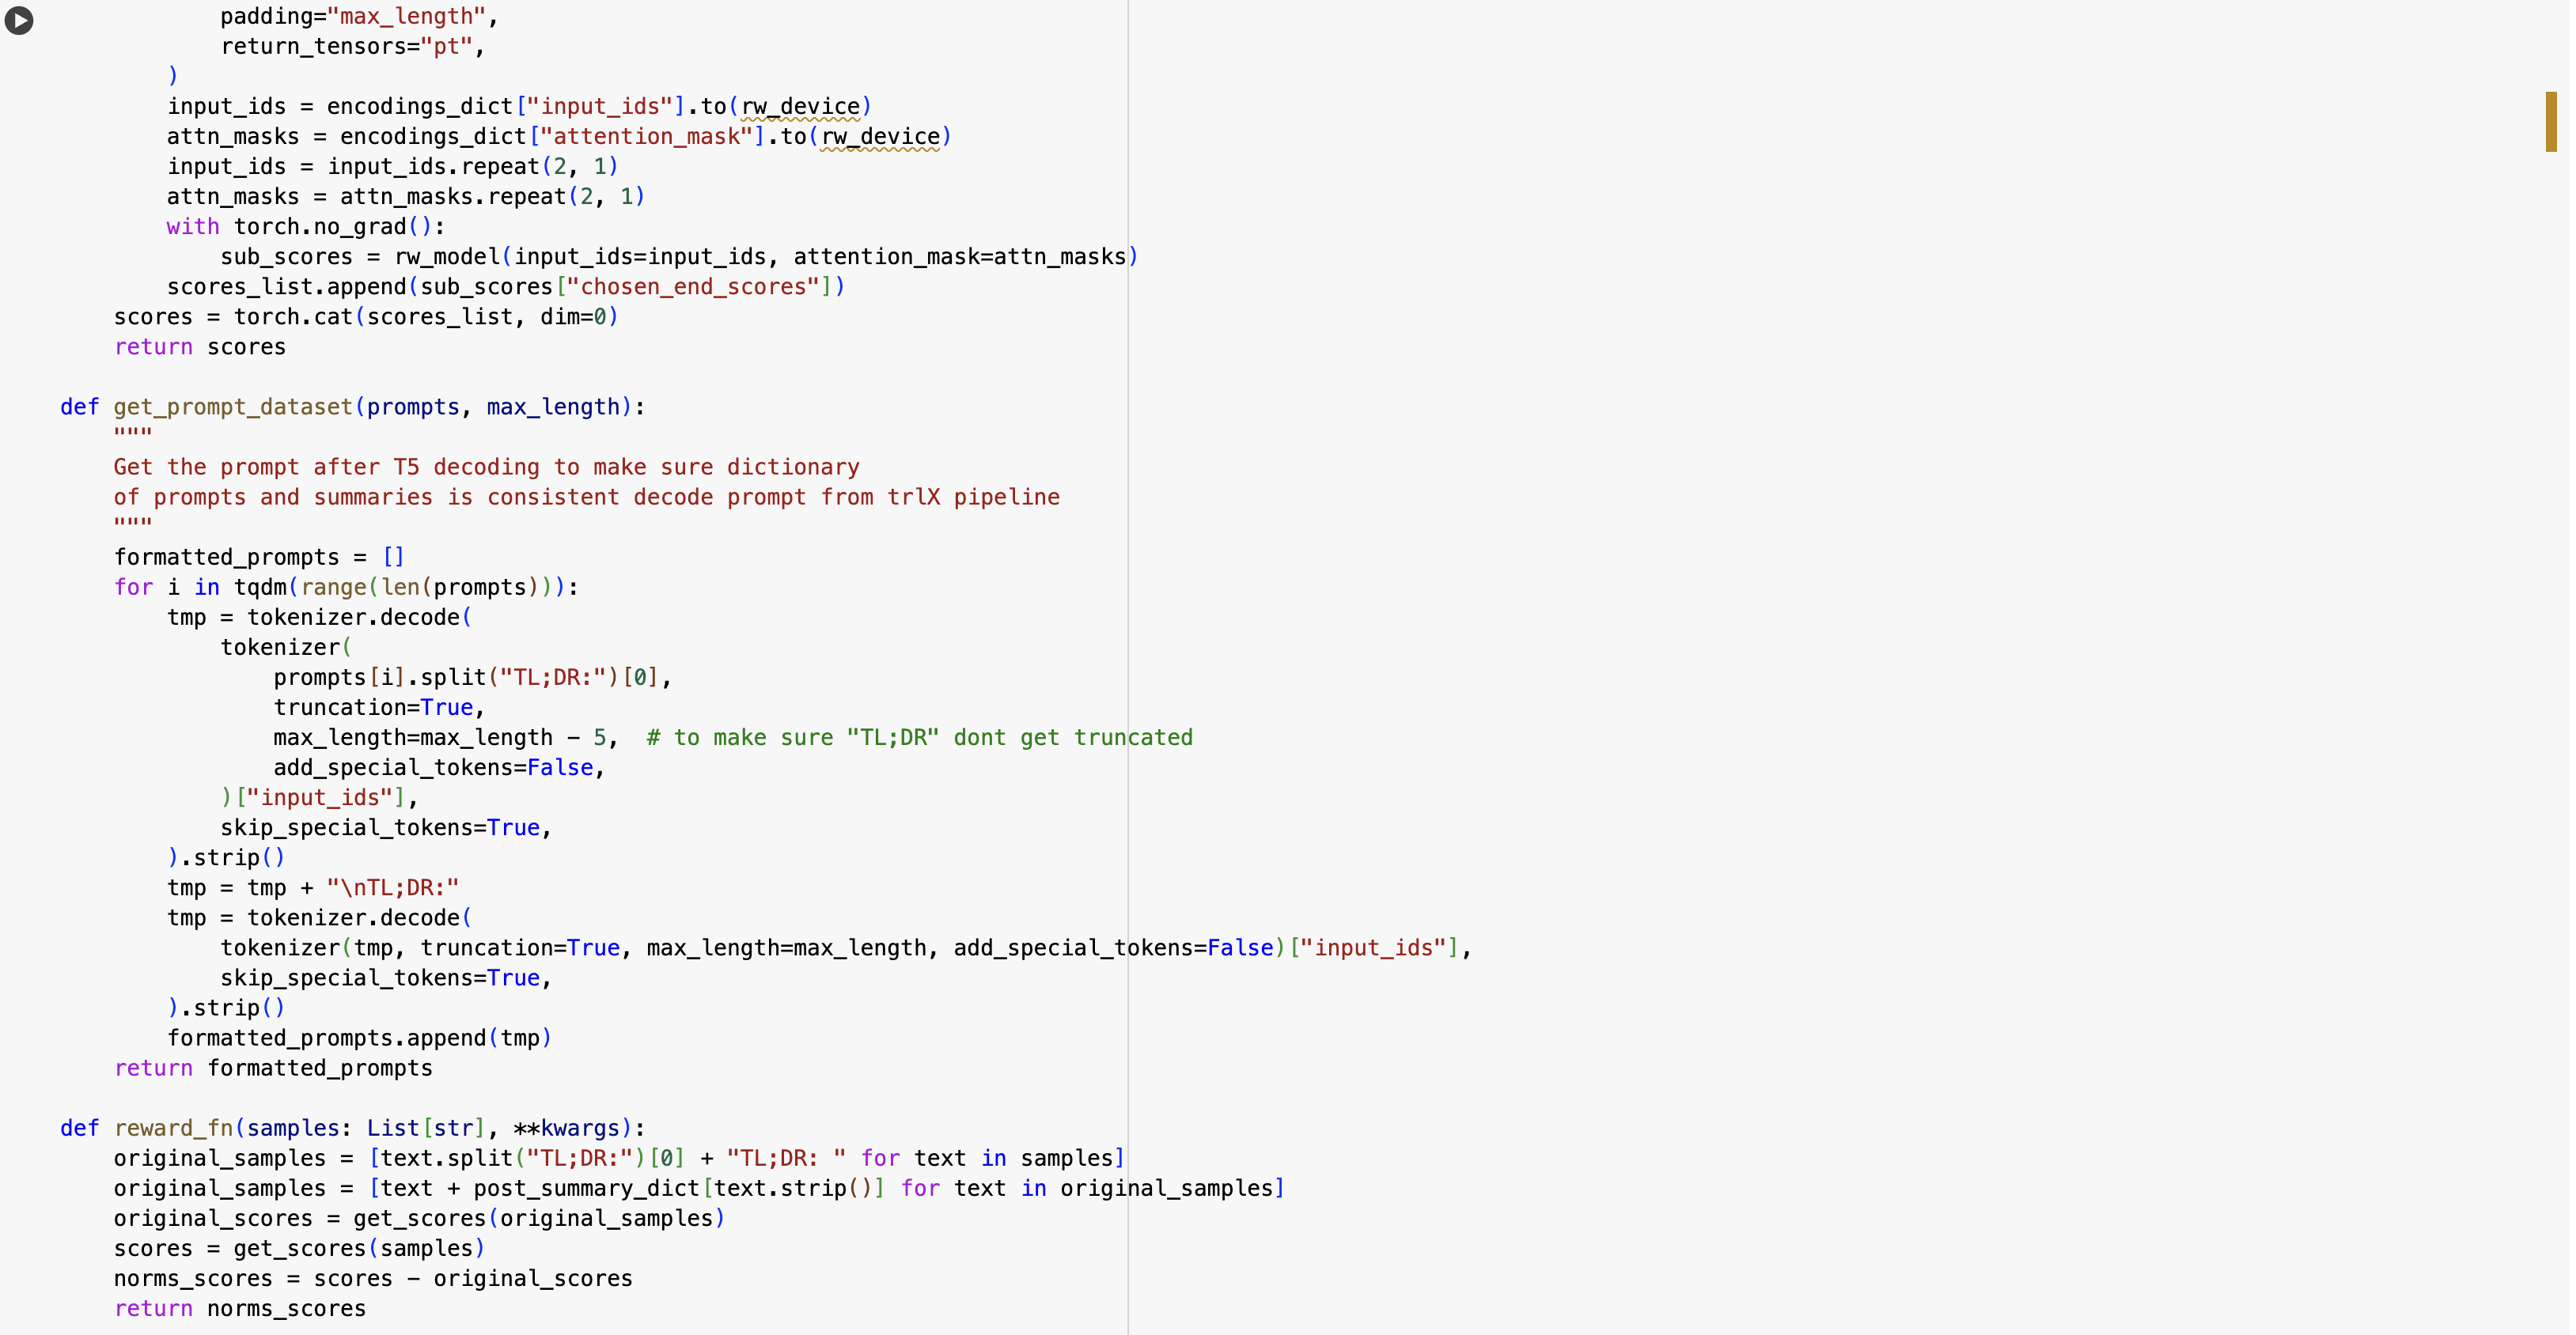 padding="max_length",
            return_tensors="pt",
        )
        input_ids = encodings_dict["input_ids"].to(rw_device)
        attn_masks = encodings_dict["attention_mask"].to(rw_device)
        input_ids = input_ids.repeat(2, 1)
        attn_masks = attn_masks.repeat(2, 1)
        with torch.no_grad():
            sub_scores = rw_model(input_ids=input_ids, attention_mask=attn_masks)
        scores_list.append(sub_scores["chosen_end_scores"])
    scores = torch.cat(scores_list, dim=0)
    return scores

def get_prompt_dataset(prompts, max_length):
    """
    Get the prompt after T5 decoding to make sure dictionary
    of prompts and summaries is consistent decode prompt from trlX pipeline
    """
    formatted_prompts = []
    for i in tqdm(range(len(prompts))):
        tmp = tokenizer.decode(
            tokenizer(
                prompts[i].split("TL;DR:")[0],
                truncation=True,
                max_length=max_length - 5,  # to make sure "TL;DR" dont get truncated
                add_special_tokens=False,
            )["input_ids"],
            skip_special_tokens=True,
        ).strip()
        tmp = tmp + "\nTL;DR:"
        tmp = tokenizer.decode(
            tokenizer(tmp, truncation=True, max_length=max_length, add_special_tokens=False)["input_ids"],
            skip_special_tokens=True,
        ).strip()
        formatted_prompts.append(tmp)
    return formatted_prompts

def reward_fn(samples: List[str], **kwargs):
    original_samples = [text.split("TL;DR:")[0] + "TL;DR: " for text in samples]
    original_samples = [text + post_summary_dict[text.strip()] for text in original_samples]
    original_scores = get_scores(original_samples)
    scores = get_scores(samples)
    norms_scores = scores - original_scores
    return norms_scores